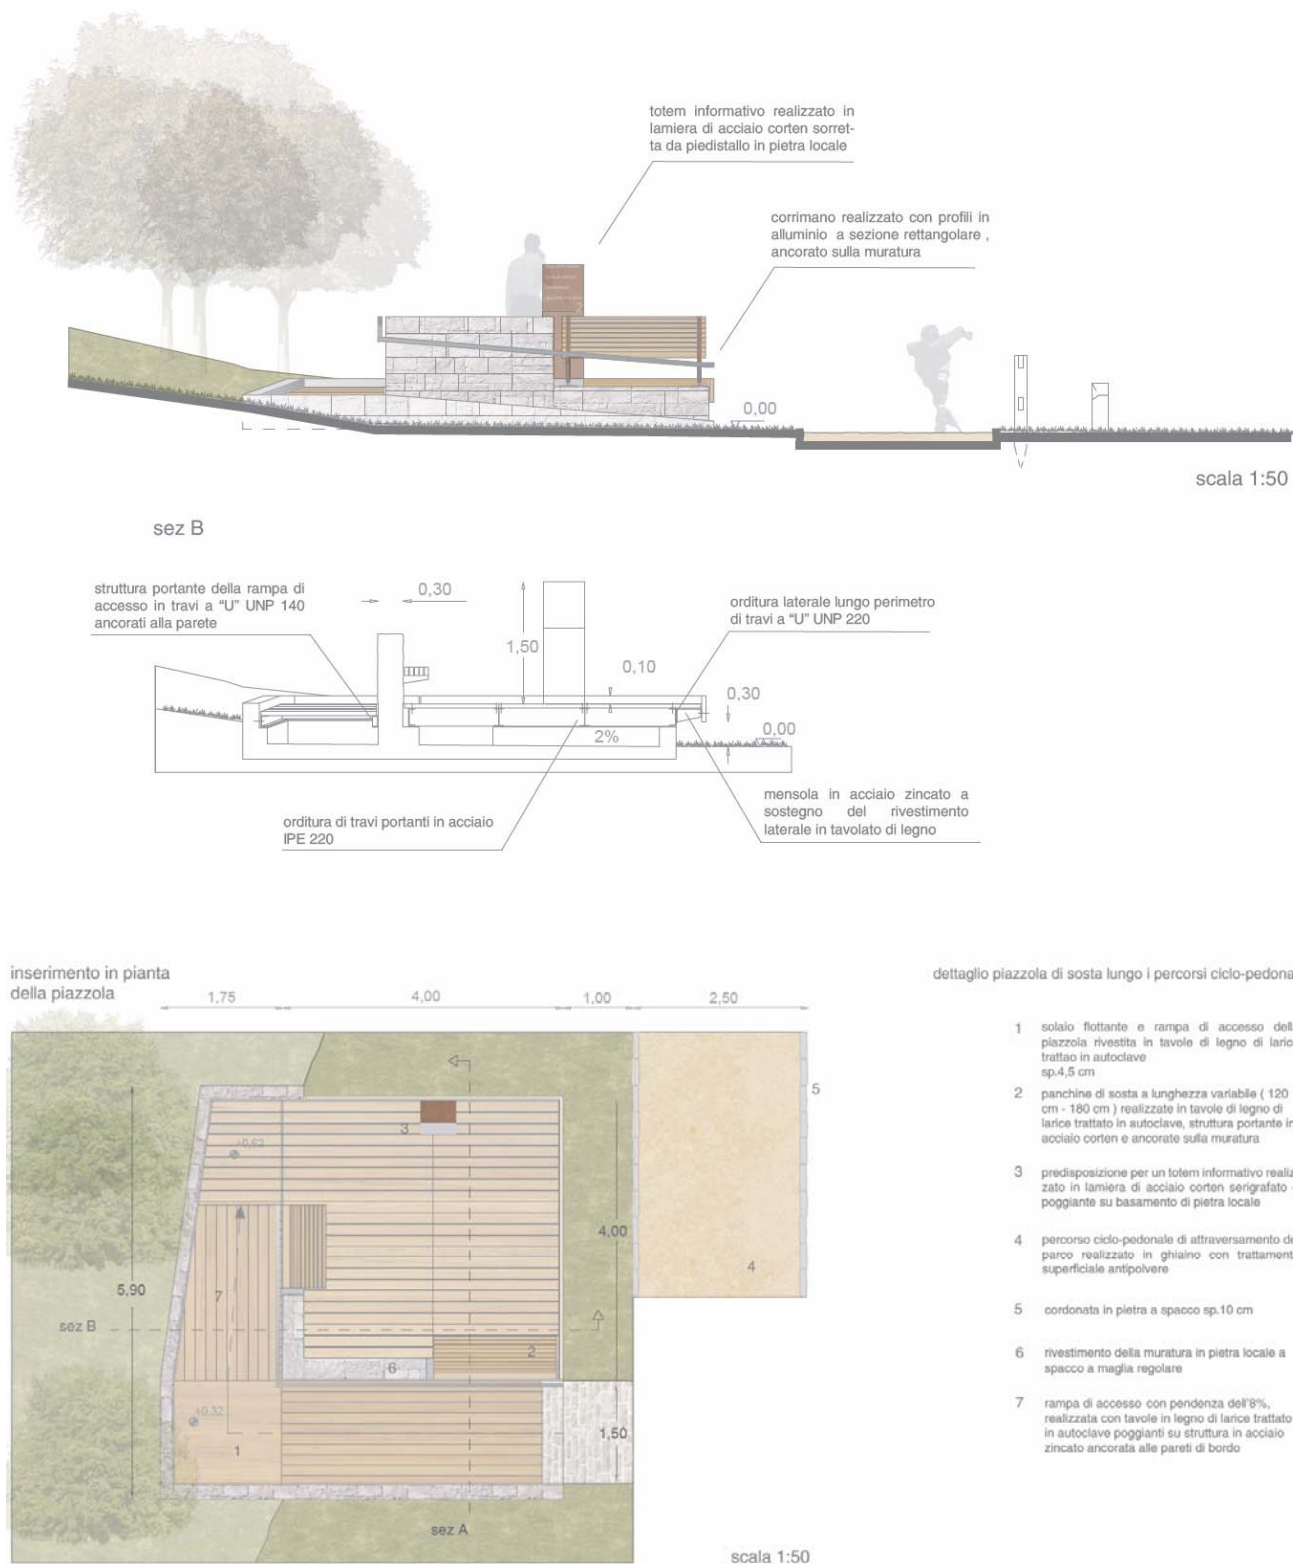 totem informativo realizzato in
lamiera di acciaio corten sorret-
ta da piedistallo in pietra locale
corrimano realizzato con profili in
alluminio a sezione rettangolare ,
ancorato sulla muratura
0,00
scala 1:50
sez B
struttura portante della rampa di
accesso in travi a “U” UNP 140
ancorati alla parete
0,30
1,50
orditura laterale lungo perimetro
di travi a “U” UNP 220
0,10
0,30
0,00
2%
orditura di travi portanti in acciaio
IPE 220
mensola in acciaio zincato a
sostegno del rivestimento
laterale in tavolato di legno
inserimento in pianta
della piazzola
1,75
4,00
1,00
2,50
5
3
+0,62
4,00
4
5,90
7
sez B
2
6
+0,32
1
1,50
sez A
scala 1:50
dettaglio piazzola di sosta lungo i percorsi ciclo-pedona
1 solaio flottante e rampa di accesso dell
piazzola rivestita in tavole di legno di laric
trattao in autoclave
sp.4,5 cm
2 panchine di sosta a lunghezza variabile ( 120
cm - 180 cm ) realizzate in tavole di legno di
larice trattato in autoclave, struttura portante in
acciaio corten e ancorate sulla muratura
3 predisposizione per un totem informativo realiz
zato in lamiera di acciaio corten serigrafato
poggiante su basamento di pietra locale
4 percorso ciclo-pedonale di attraversamento de
parco realizzato in ghiaino con trattament
superficiale antipolvere
5 cordonata in pietra a spacco sp.10 cm
6 rivestimento della muratura in pietra locale a
spacco a maglia regolare
7 rampa di accesso con pendenza dell'8%,
realizzata con tavole in legno di larice trattato
in autoclave poggianti su struttura in acciaio
zincato ancorata alle pareti di bordo